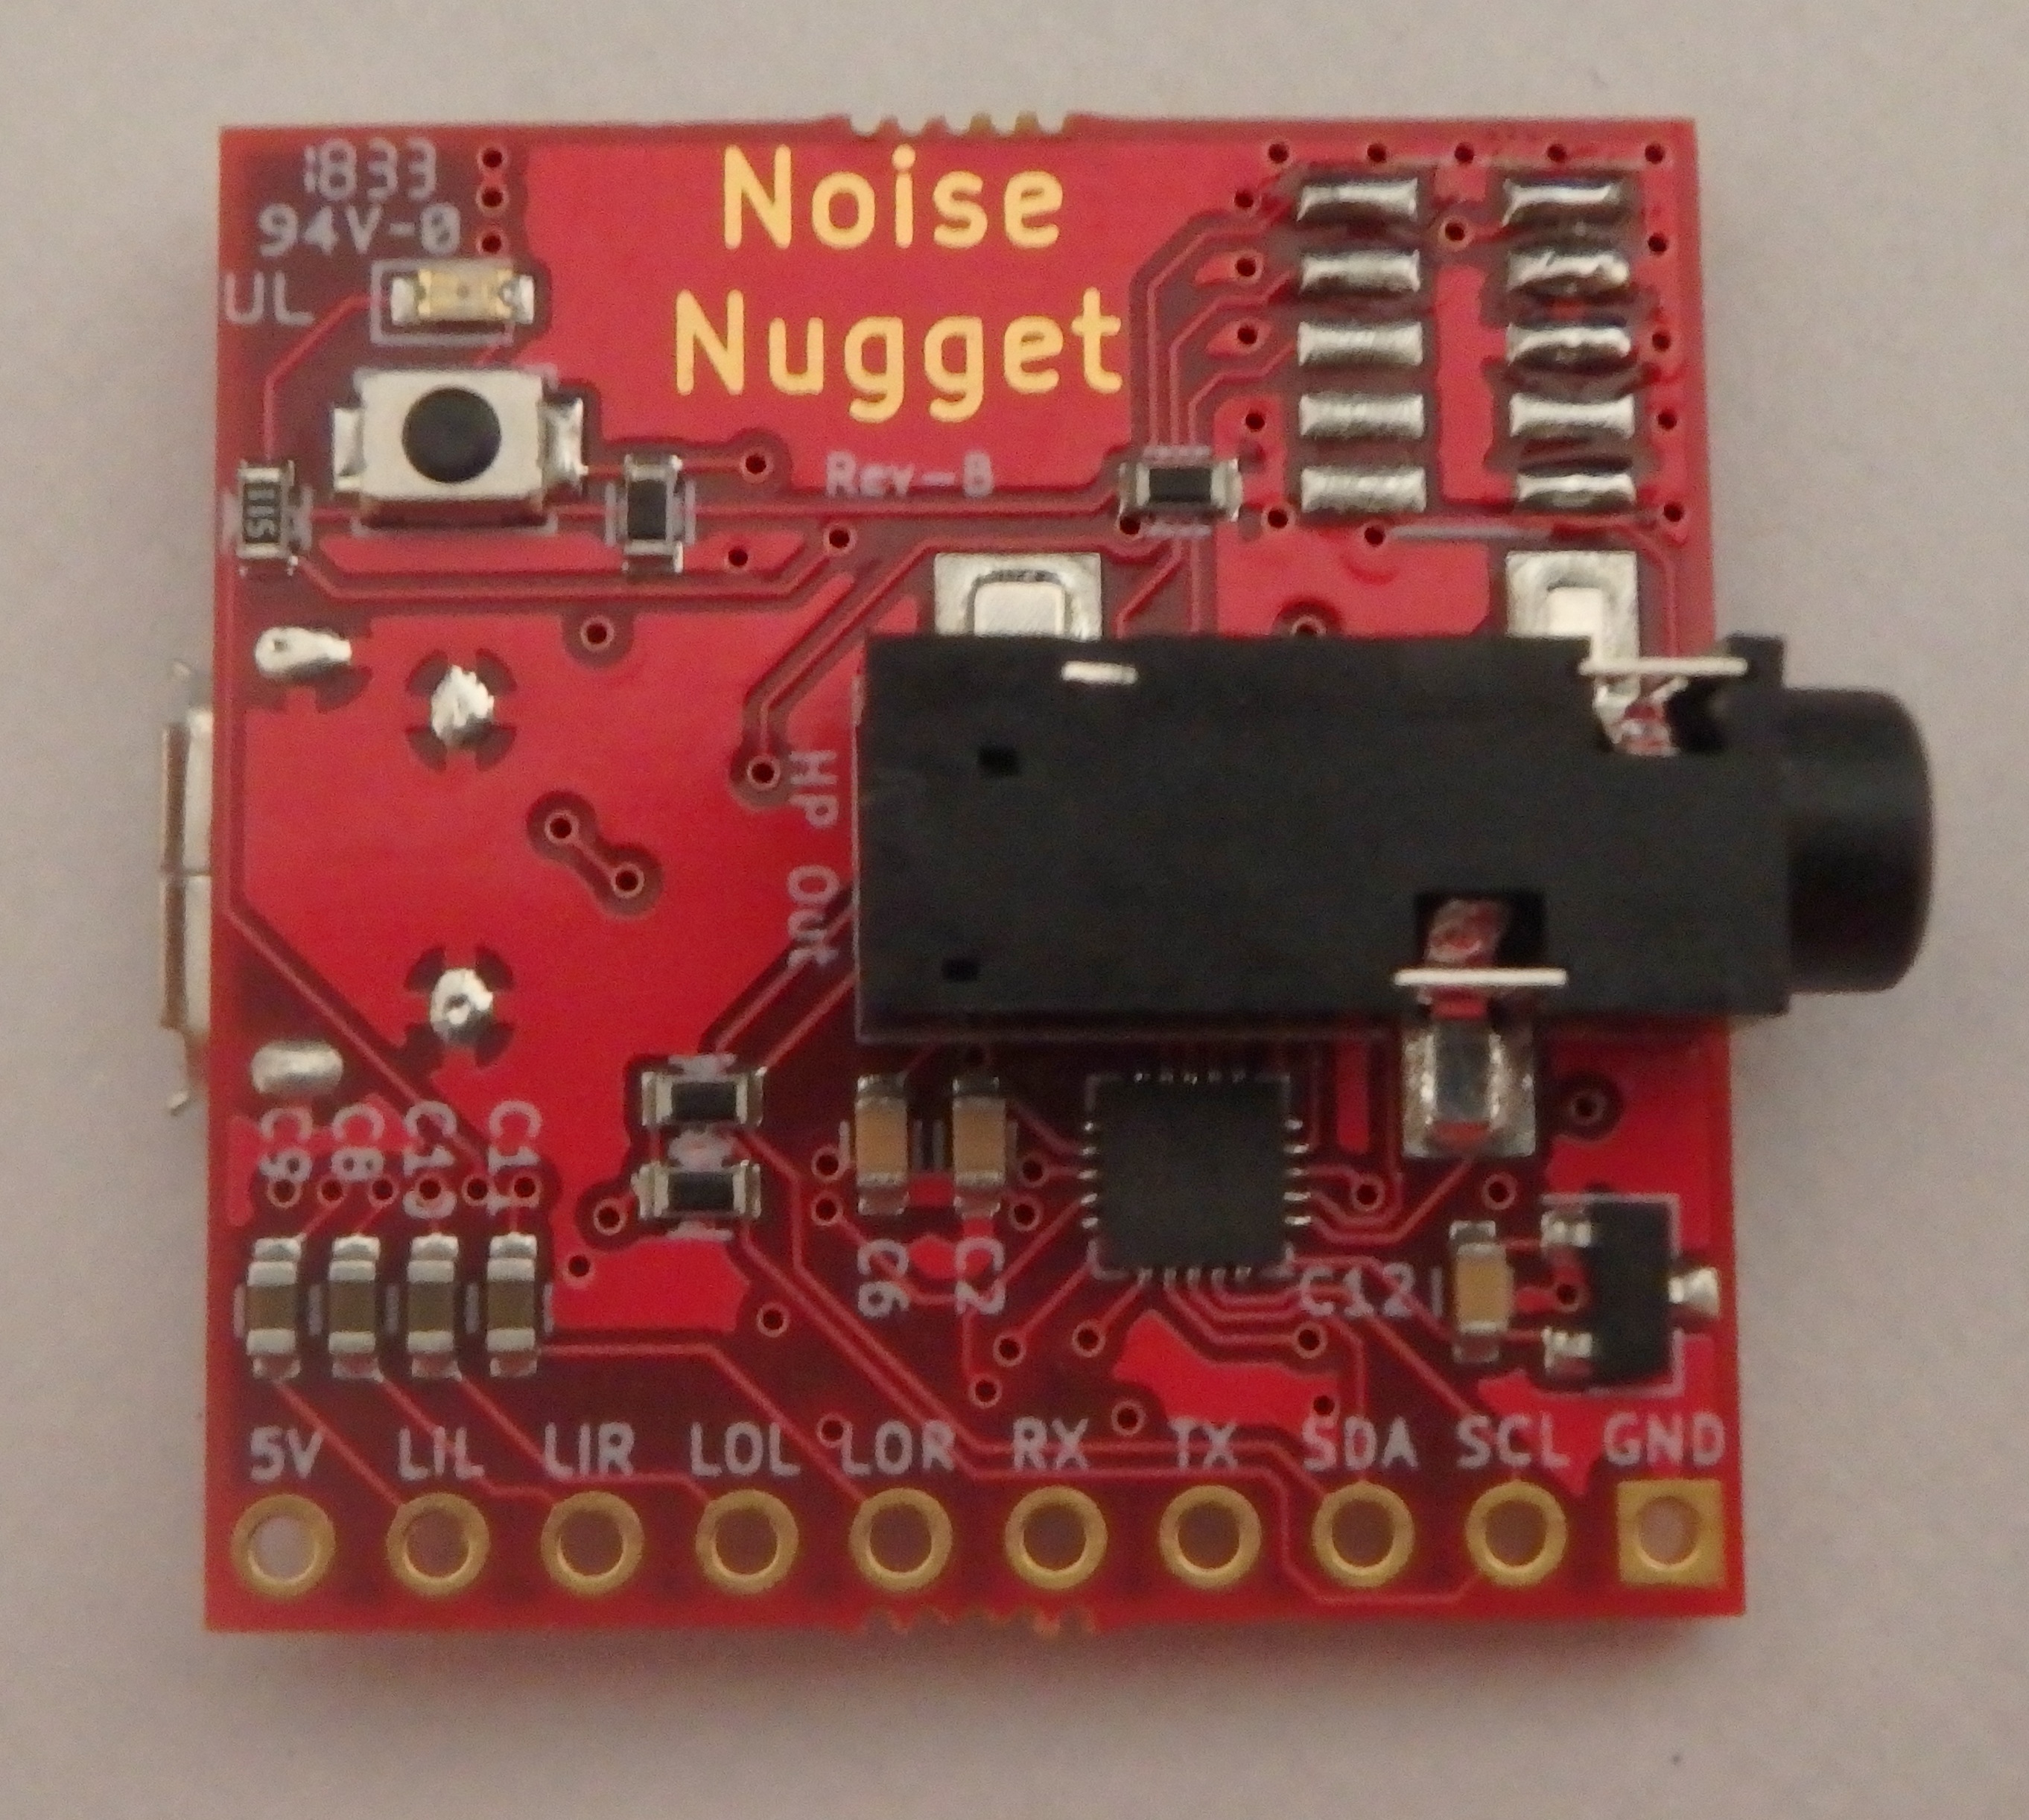 1833
94V-0
UL
Noise
Nugget
Rev-B
HP Out
C9
C8
C10
C11
C6
C2
C12
5V LIL LIR LOL LOR RX TX SDA SCL GND